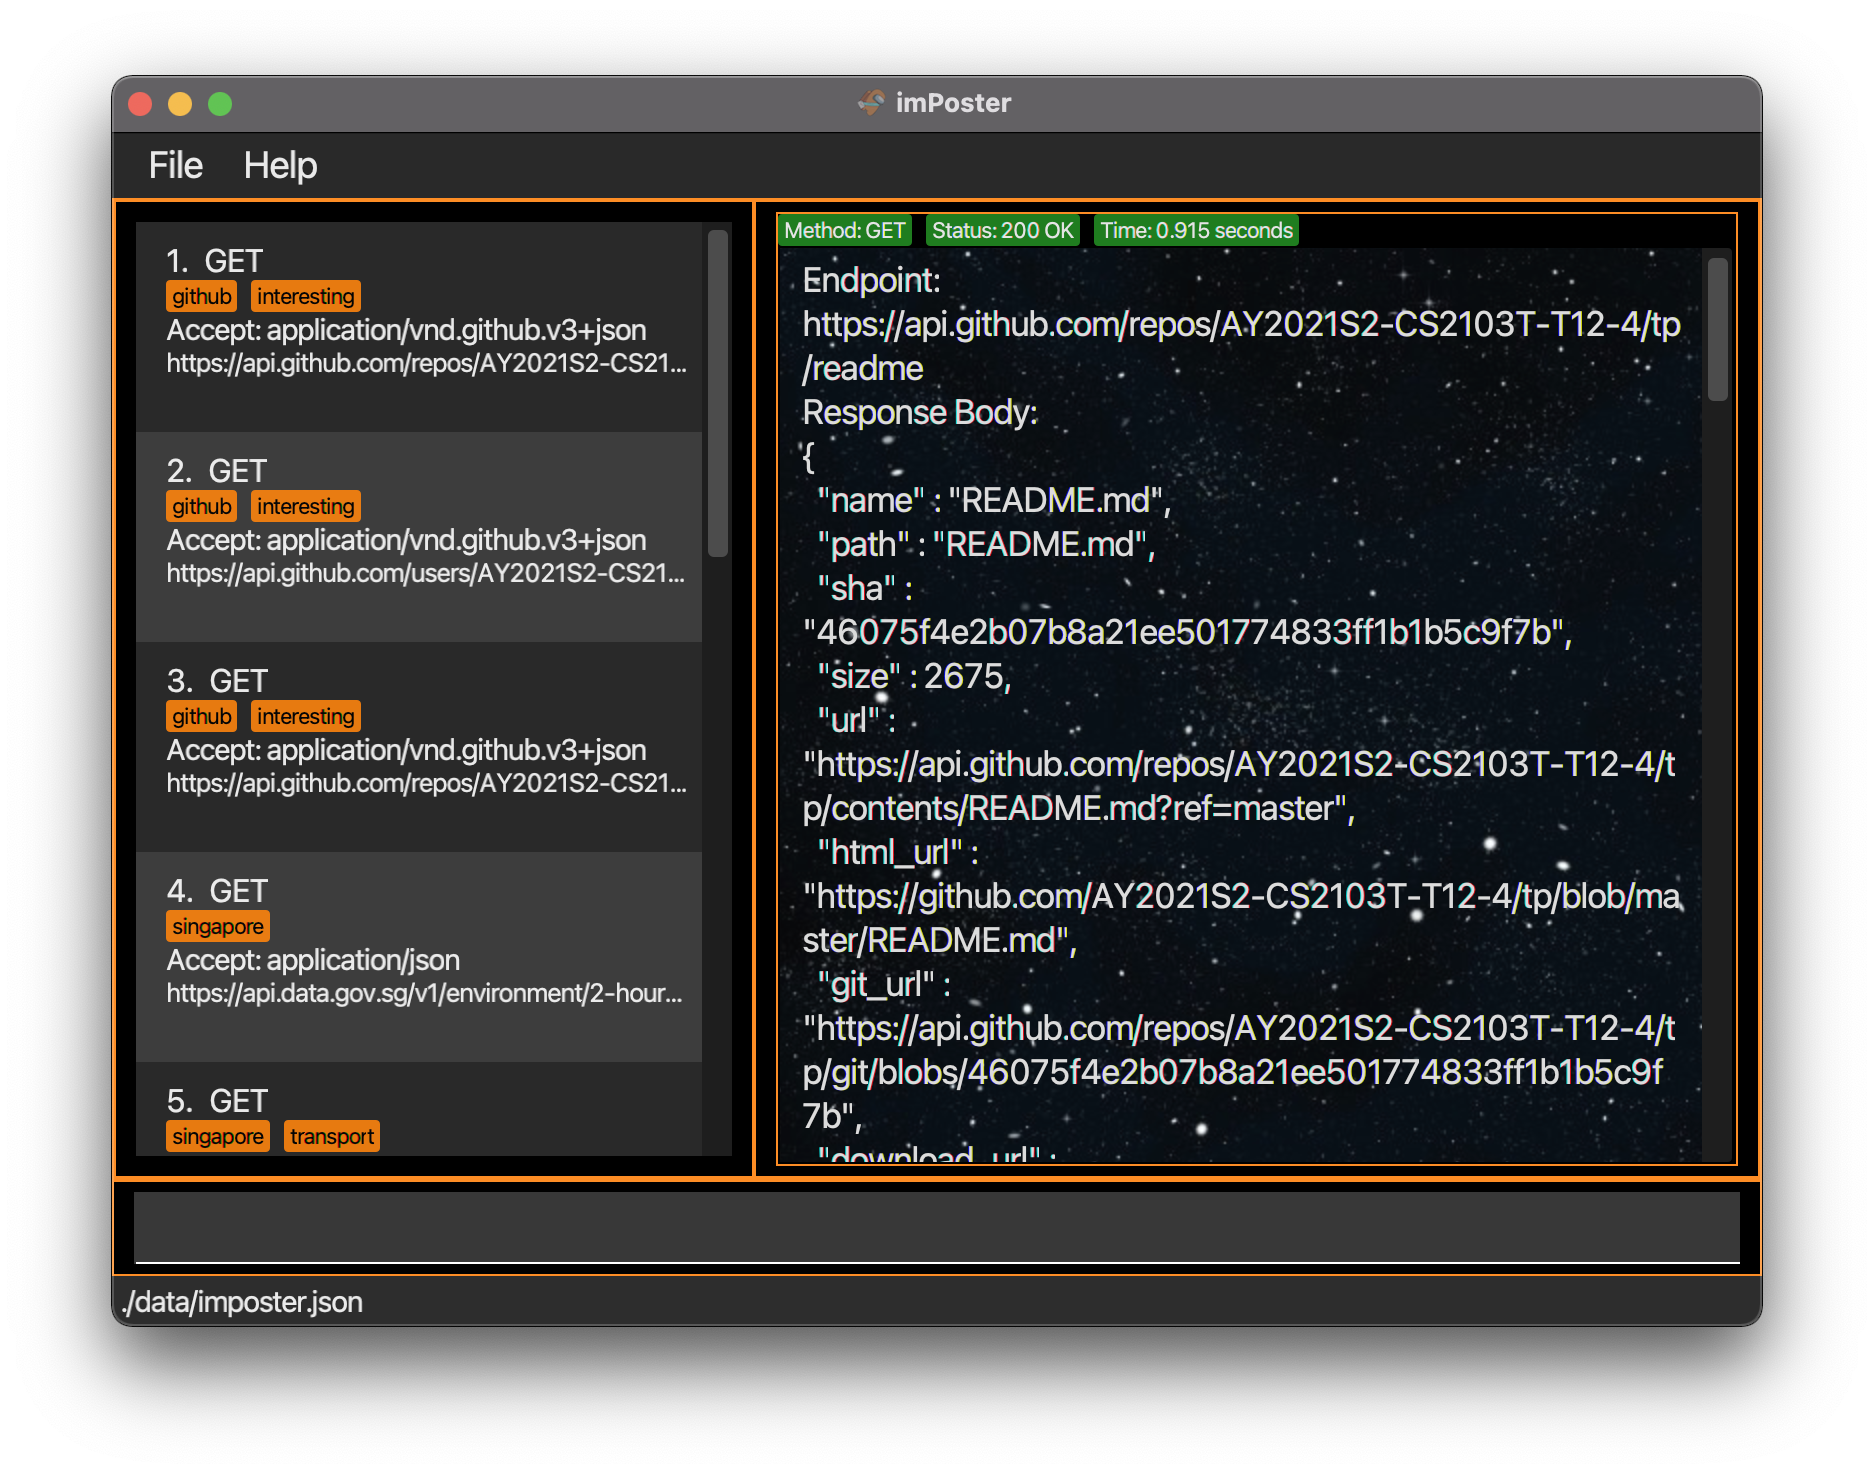 imPoster
File Help
1. GET
github interesting
Accept: application/vnd.github.v3+json
https://api.github.com/repos/AY2021S2-CS21...
2. GET
github interesting
Accept: application/vnd.github.v3+json
https://api.github.com/users/AY2021S2-CS21...
3. GET
github interesting
Accept: application/vnd.github.v3+json
https://api.github.com/repos/AY2021S2-CS21...
4. GET
singapore
Accept: application/json
https://api.data.gov.sg/v1/environment/2-hour...
5. GET
singapore transport
Method: GET Status: 200 OK Time: 0.915 seconds
Endpoint:
https://api.github.com/repos/AY2021S2-CS2103T-T12-4/tp
/readme
Response Body:
{
"name" : "README.md",
"path" : "README.md",
"sha" :
"46075f4e2b07b8a21ee501774833ff1b1b5c9f7b",
"size" : 2675,
"url" :
"https://api.github.com/repos/AY2021S2-CS2103T-T12-4/t
p/contents/README.md?ref=master",
"html_url" :
"https://github.com/AY2021S2-CS2103T-T12-4/tp/blob/ma
ster/README.md",
"git_url" :
"https://api.github.com/repos/AY2021S2-CS2103T-T12-4/t
p/git/blobs/46075f4e2b07b8a21ee501774833ff1b1b5c9f
7b",
"download_url" :
./data/imposter.json